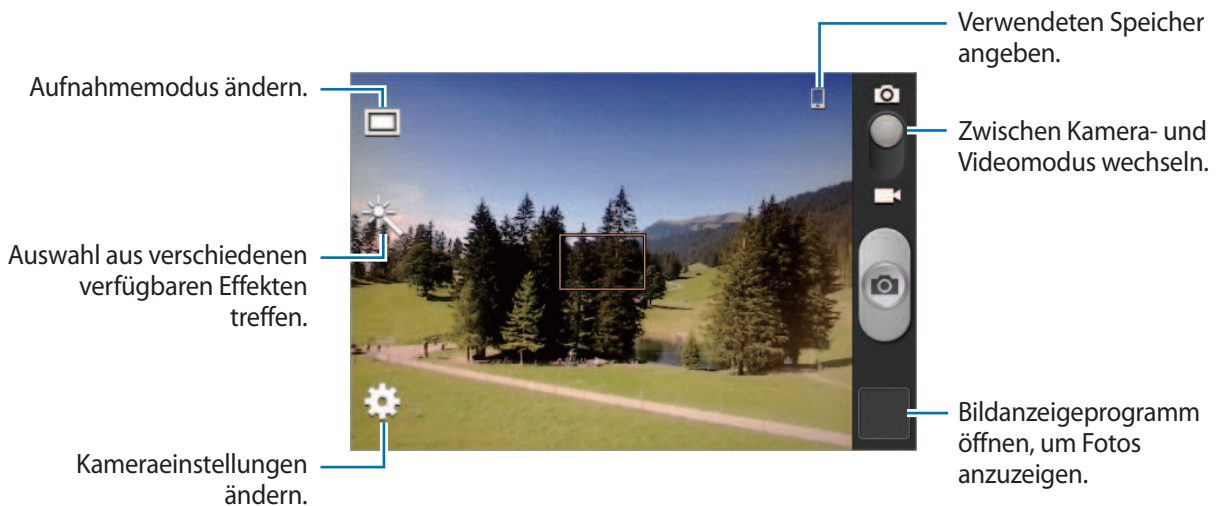 Aufnahmemodus ändern.
Auswahl aus verschiedenen
verfügbaren Effekten
treffen.
Kameraeinstellungen
ändern.
Verwendeten Speicher
angeben.
Zwischen Kamera- und
Videomodus wechseln.
Bildanzeigeprogramm
öffnen, um Fotos
anzuzeigen.